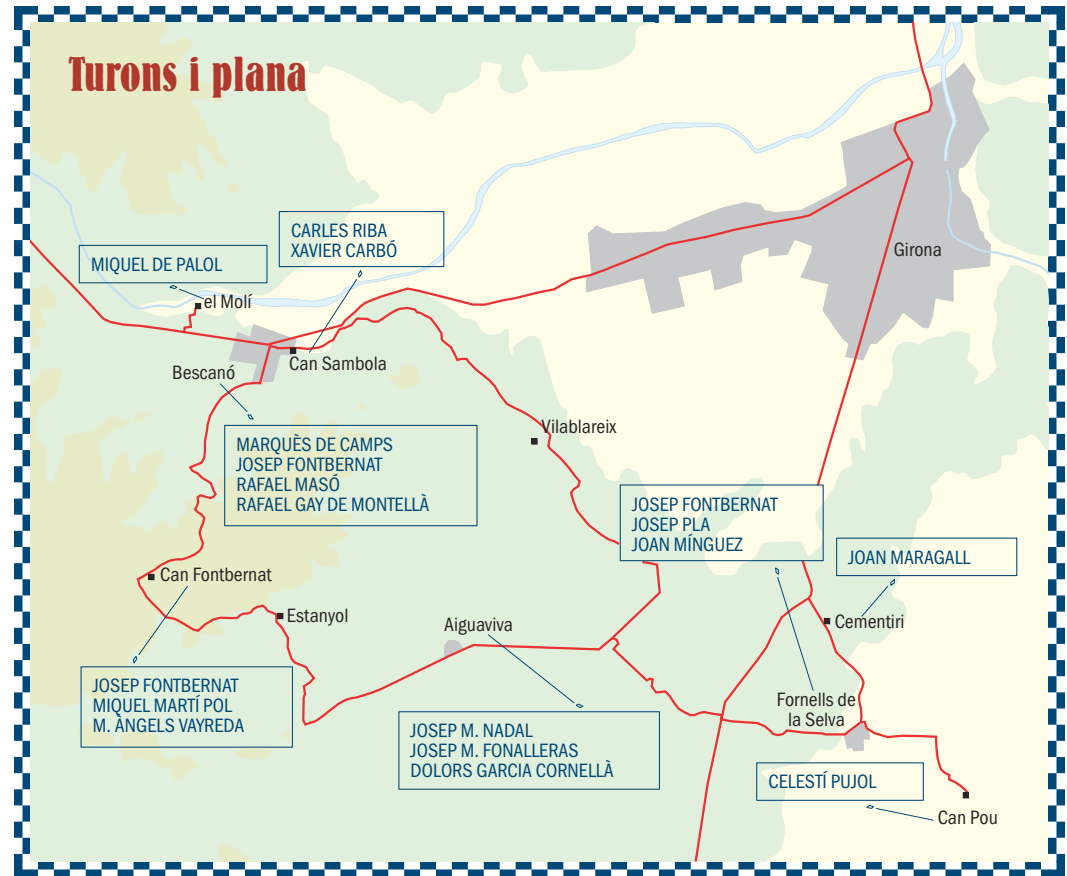 Turons i plana
CARLES RIBA
XAVIER CARBÓ
MIQUEL DE PALOL
Girona
el Molí
Can Sambola
Bescanó
Vilablareix
MARQUÈS DE CAMPS
JOSEP FONTBERNAT
RAFAEL MASÓ
RAFAEL GAY DE MONTELLÀ
JOSEP FONTBERNAT
JOSEP PLA
JOAN MÍNGUEZ
JOAN MARAGALL
Can Fontbernat
Estanyol
Aiguaviva
Cementiri
JOSEP FONTBERNAT
MIQUEL MARTÍ POL
M. ÀNGELS VAYREDA
Fornells de
la Selva
JOSEP M. NADAL
JOSEP M. FONALLERAS
DOLORS GARCIA CORNELLÀ
CELESTÍ PUJOL
Can Pou